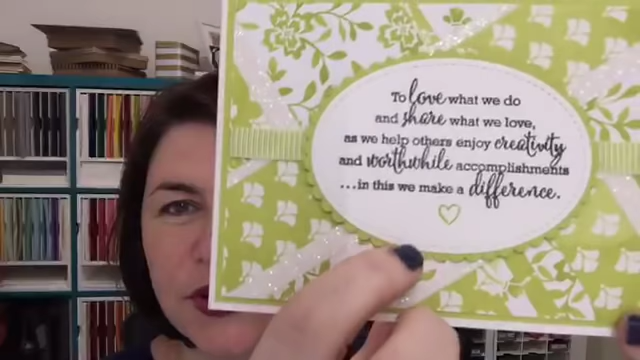 To love what we do
and share what we love,
as we help others enjoy creativity
and worthwhile accomplishments
...in this we make a difference.